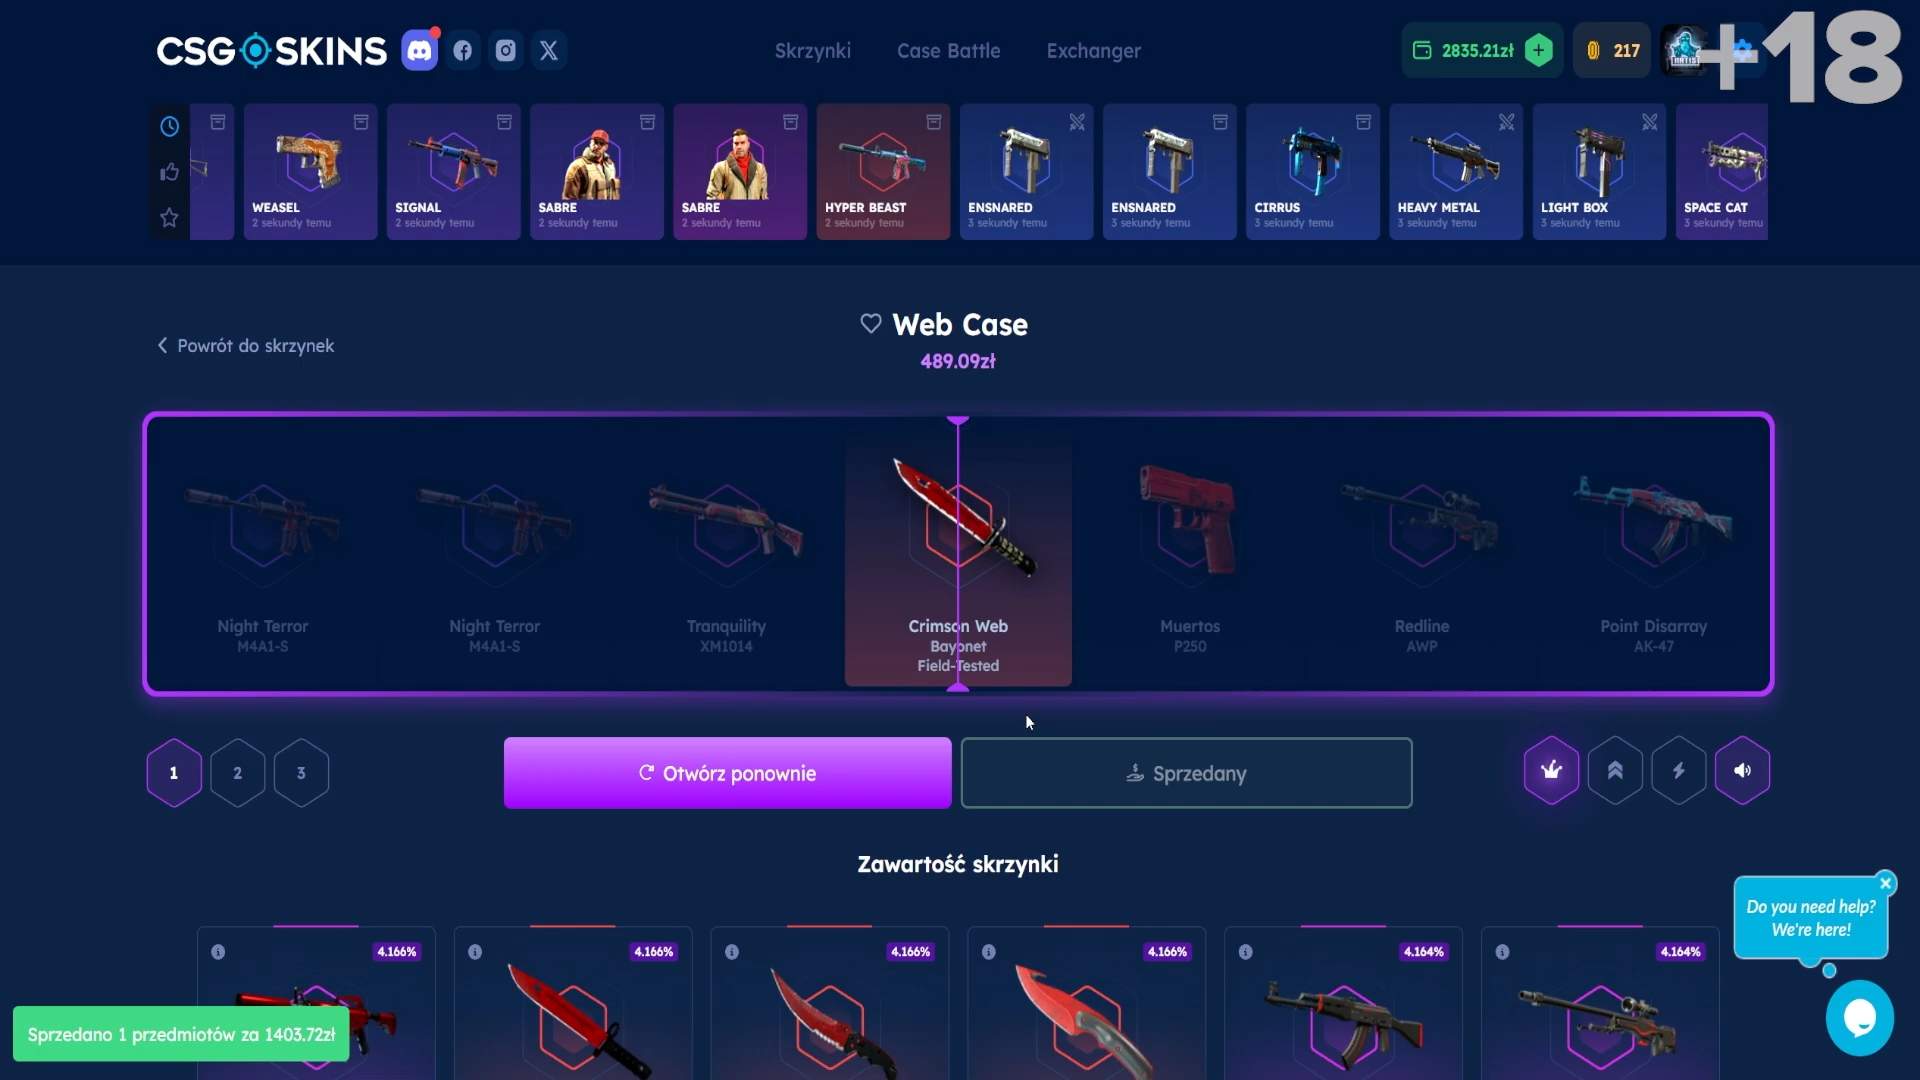 CSGOSKINS
Skrzynki
Case Battle
Exchanger
2835.21zł
217
+18
WEASEL
2 sekundy temu
SIGNAL
2 sekundy temu
SABRE
2 sekundy temu
SABRE
2 sekundy temu
HYPER BEAST
2 sekundy temu
ENSNARED
3 sekundy temu
ENSNARED
3 sekundy temu
CIRRUS
3 sekundy temu
HEAVY METAL
3 sekundy temu
LIGHT BOX
3 sekundy temu
SPACE CAT
3 sekundy temu
Powrót do skrzynek
Web Case
489.09zł
Night Terror
M4A1-S
Night Terror
M4A1-S
Tranquility
XM1014
Crimson Web
Bayonet
Field-Tested
Muertos
P250
Redline
AWP
Point Disarray
AK-47
1
2
3
Otwórz ponownie
Sprzedany
Zawartość skrzynki
4.166%
4.166%
4.166%
4.166%
4.164%
4.164%
Do you need help?
We're here!
Sprzedano 1 przedmiotów za 1403.72zł